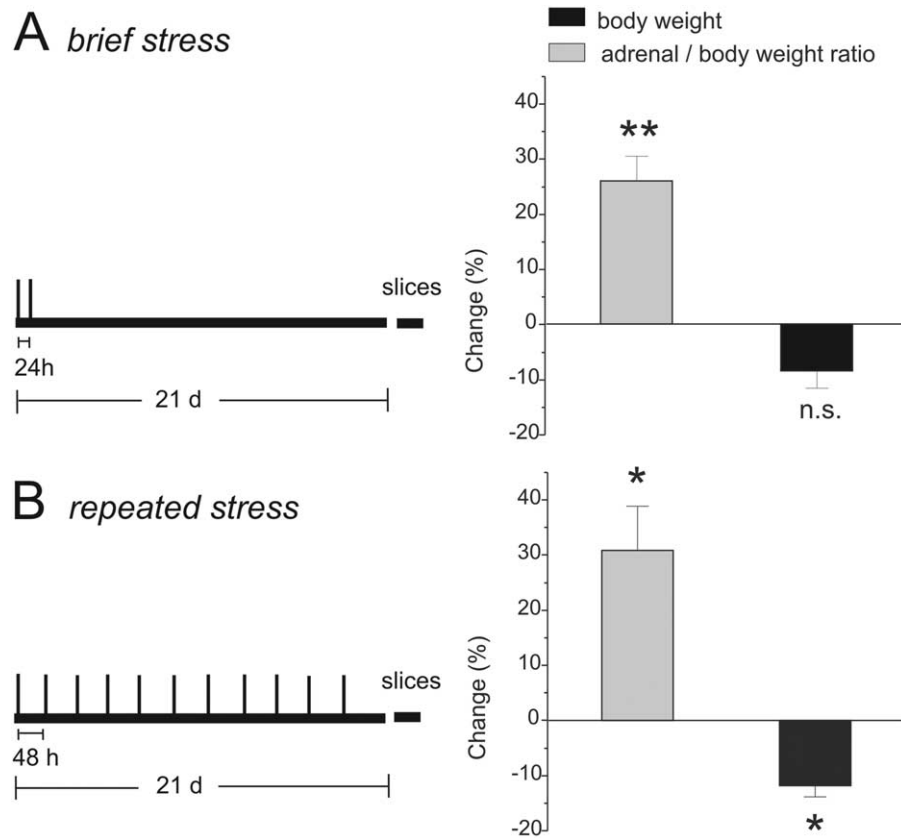 A brief stress
body weight
adrenal / body weight ratio
40
30
20
10
0
-10
-20
Change (%)
**
n.s.
slices
24h
21 d
B repeated stress
40
30
20
10
0
-10
-20
Change (%)
*
*
slices
48 h
21 d